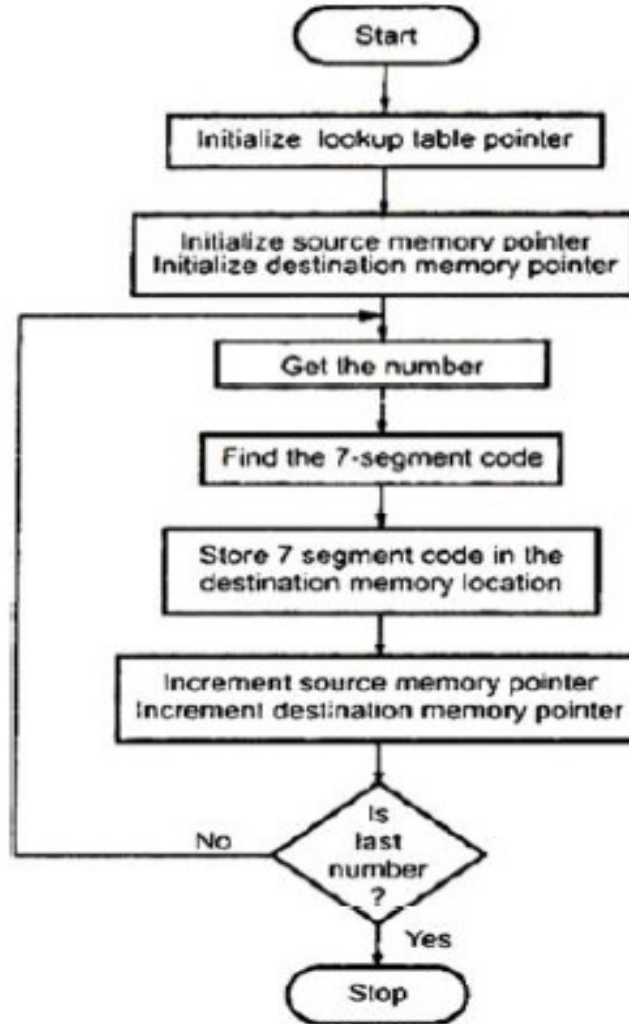 Start
Initialize lookup table pointer
Initialize source memory pointer
Initialize destination memory pointer
Get the number
Find the 7-segment code
Store 7 segment code in the
destination memory location
Increment source memory pointer
Increment destination memory pointer
Is
last
number
?
No
Yes
Stop